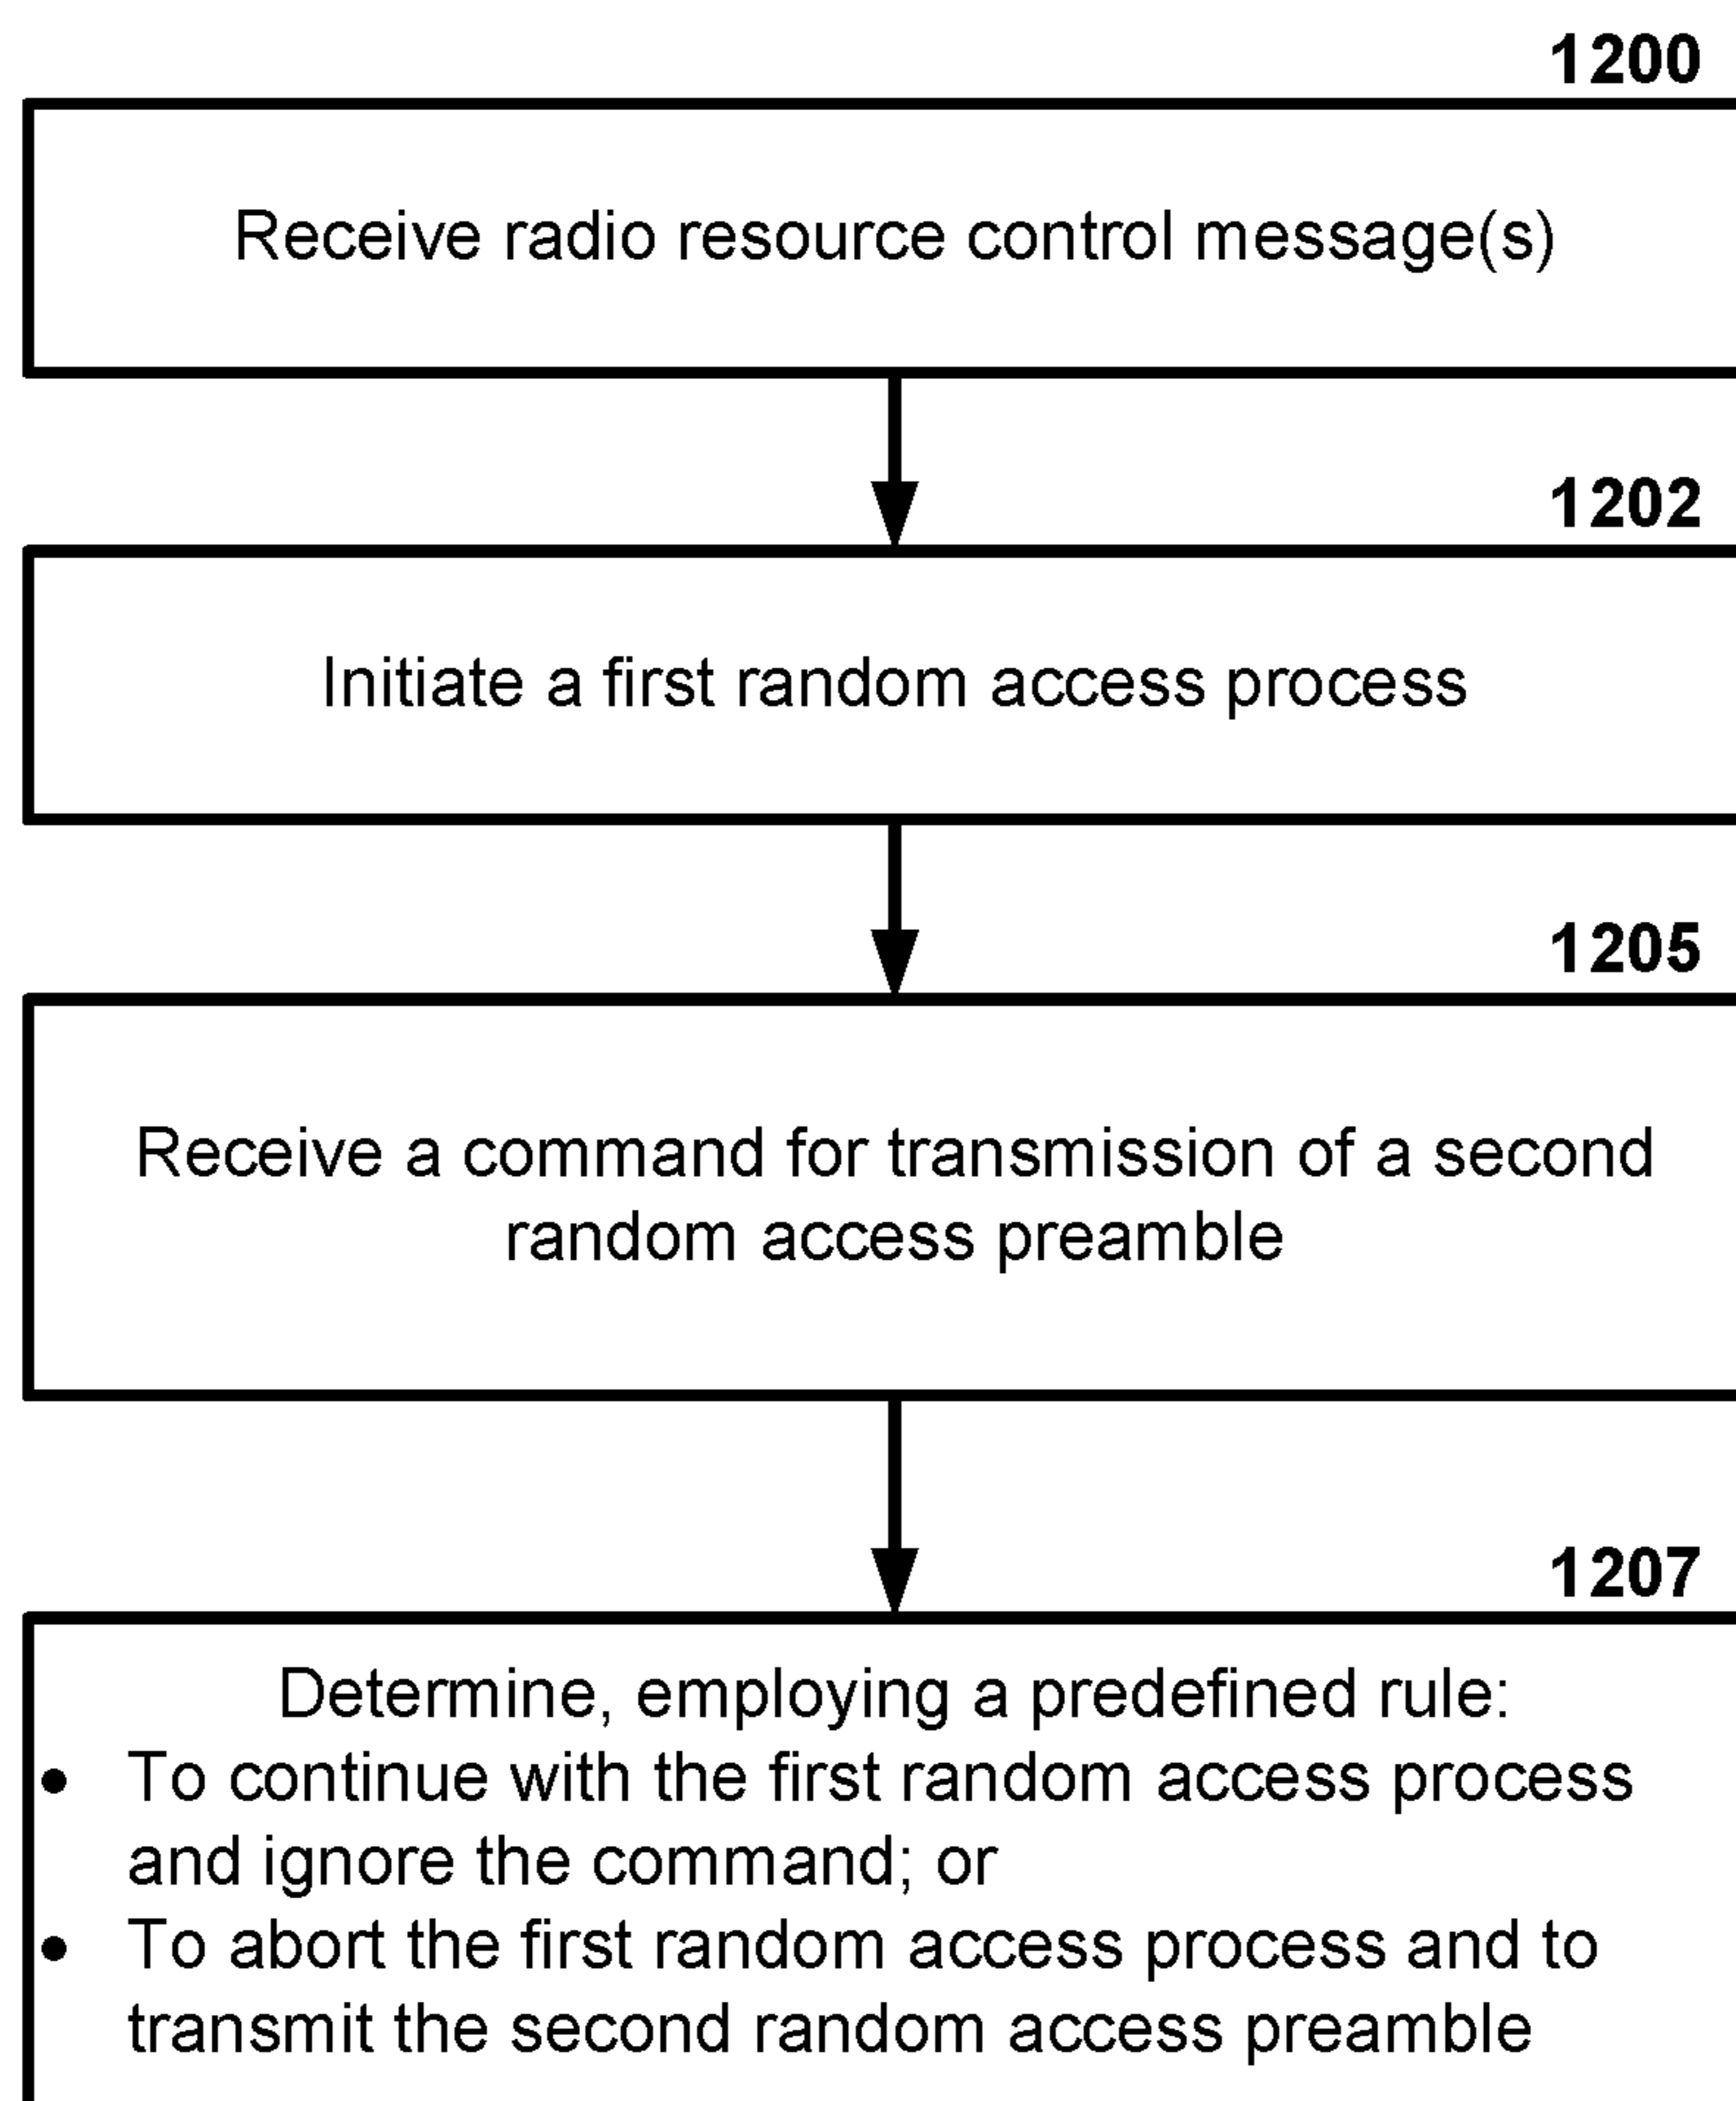 1200
Receive radio resource control message(s)
1202
Initiate a first random access process
1205
Receive a command for transmission of a second
random access preamble
1207
Determine, employing a predefined rule:
• To continue with the first random access process
and ignore the command; or
• To abort the first random access process and to
transmit the second random access preamble